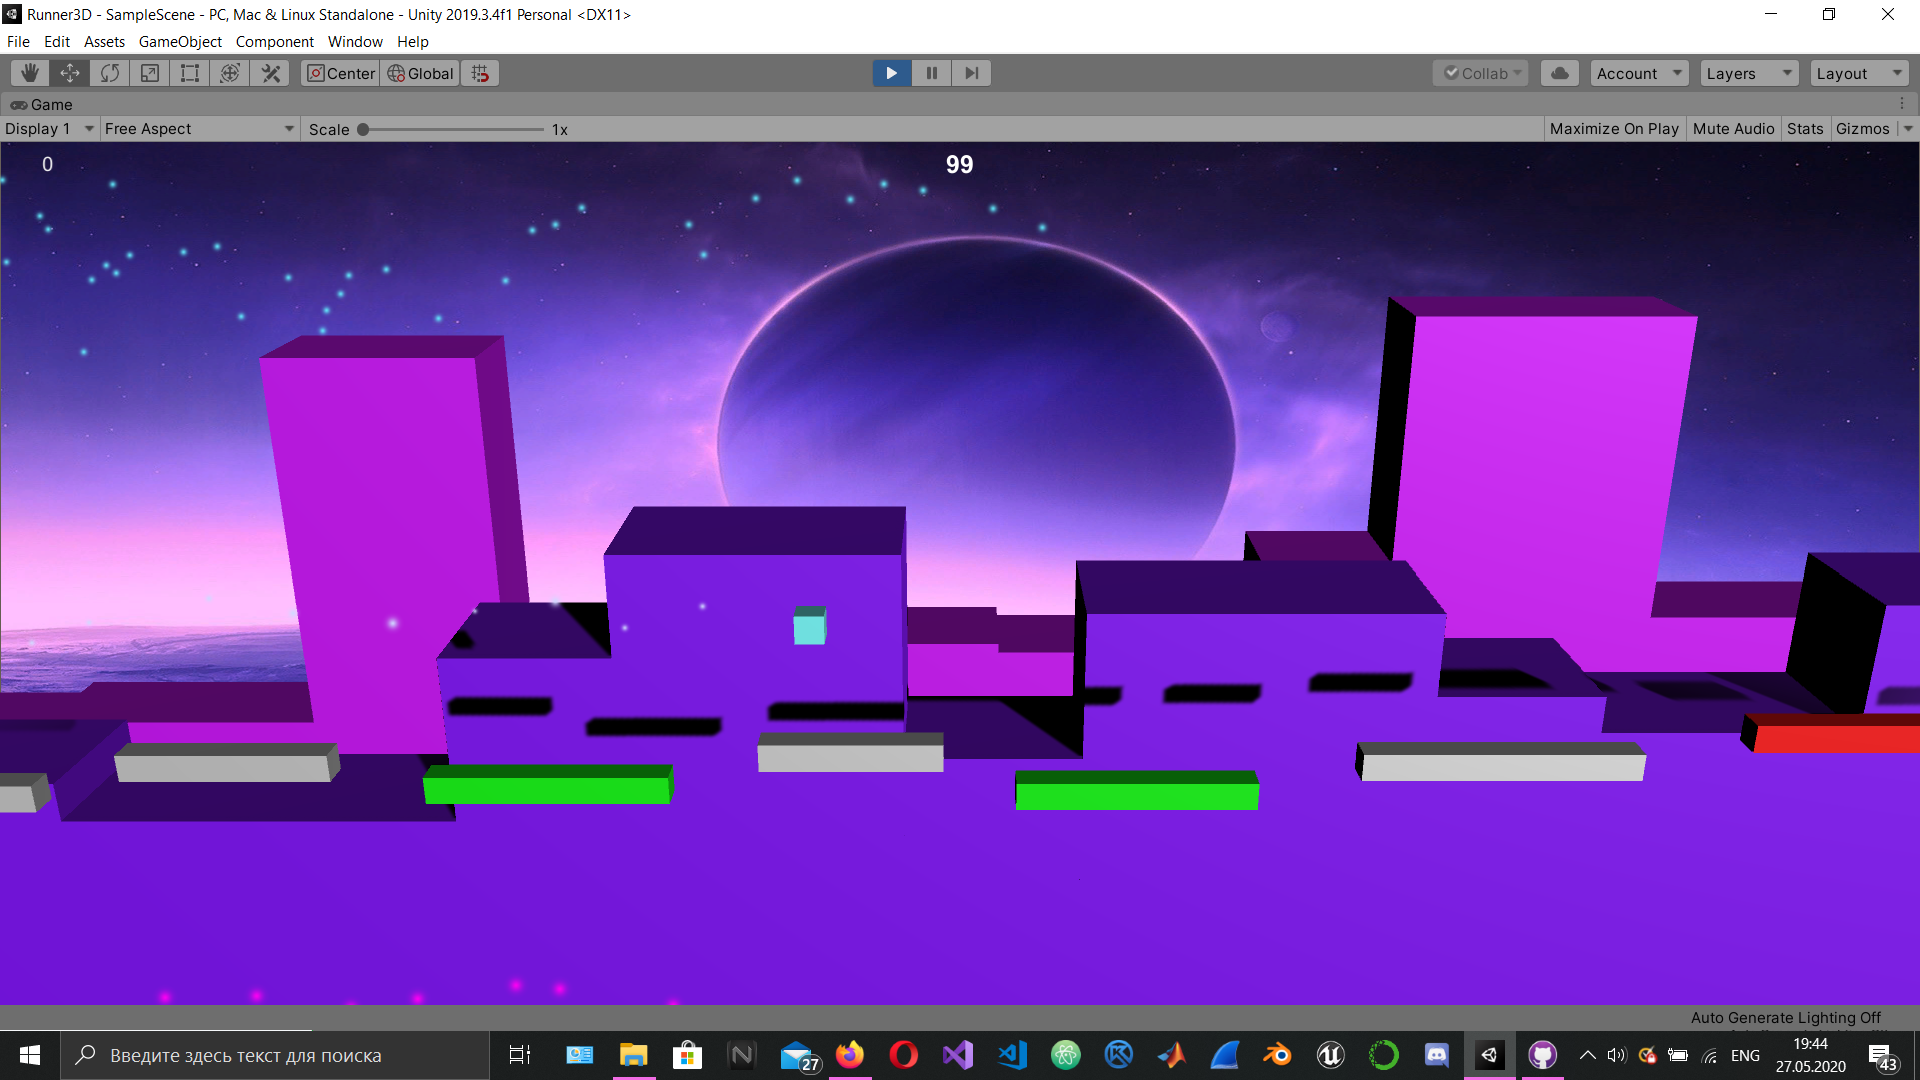 Runner3D - SampleScene - PC, Mac & Linux Standalone - Unity 2019.3.4f1 Personal <DX11>
File Edit Assets GameObject Component Window Help
Center Global Collab Account Layers Layout
Game
Display 1 Free Aspect Scale 1x Maximize On Play Mute Audio Stats Gizmos
0 99
Auto Generate Lighting Off
Введите здесь текст для поиска 27 ENG 19:44 43
27.05.2020